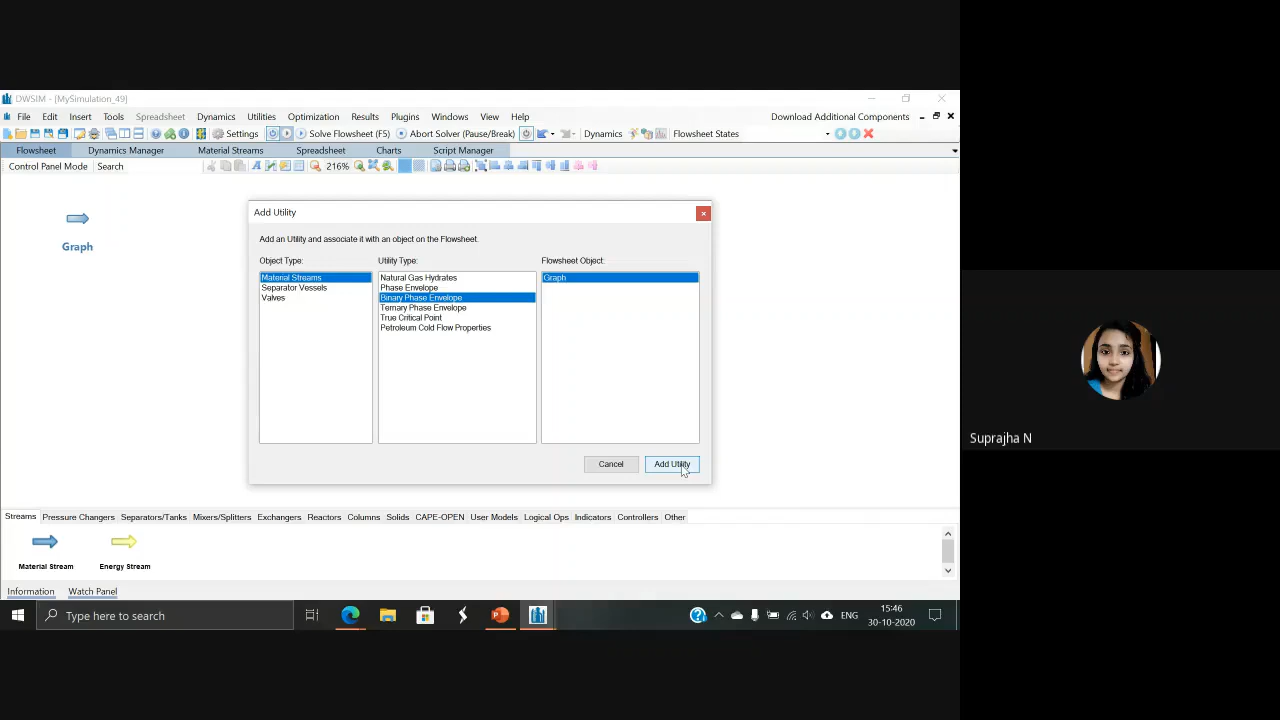 DWSIM - [MySimulation_49]
File Edit Insert Tools Spreadsheet Dynamics Utilities Optimization Results Plugins Windows View Help Download Additional Components
Settings Solve Flowsheet (F5) Abort Solver (Pause/Break) Dynamics Flowsheet States
Flowsheet Dynamics Manager Material Streams Spreadsheet Charts Script Manager
Control Panel Mode Search 216%
Graph
Add Utility
Add an Utility and associate it with an object on the Flowsheet.
Object Type: Utility Type: Flowsheet Object:
Material Streams Natural Gas Hydrates Graph
Separator Vessels Phase Envelope
Valves Binary Phase Envelope
Ternary Phase Envelope
True Critical Point
Petroleum Cold Flow Properties
Cancel Add Utility
Suprajha N
Streams Pressure Changers Separators/Tanks Mixers/Splitters Exchangers Reactors Columns Solids CAPE-OPEN User Models Logical Ops Indicators Controllers Other
Material Stream Energy Stream
Information Watch Panel
Type here to search ENG 15:46
30-10-2020